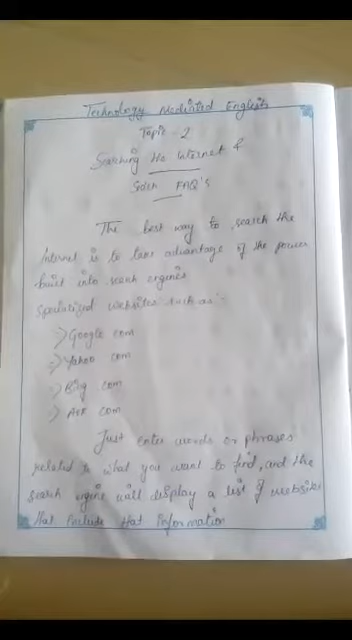 Technology Mediated English
Topic - 2
Searching the Internet &
FAQ's
The best way to search the
Internet is to take advantage of the power
built into search engines
specialized websites such as :-
:-) Google com
:-) Yahoo com
:-) Bing com
:-) Ask com
Just enter words or phrases
related to what you want to find, and the
search engine will display a list of websites
that include that information